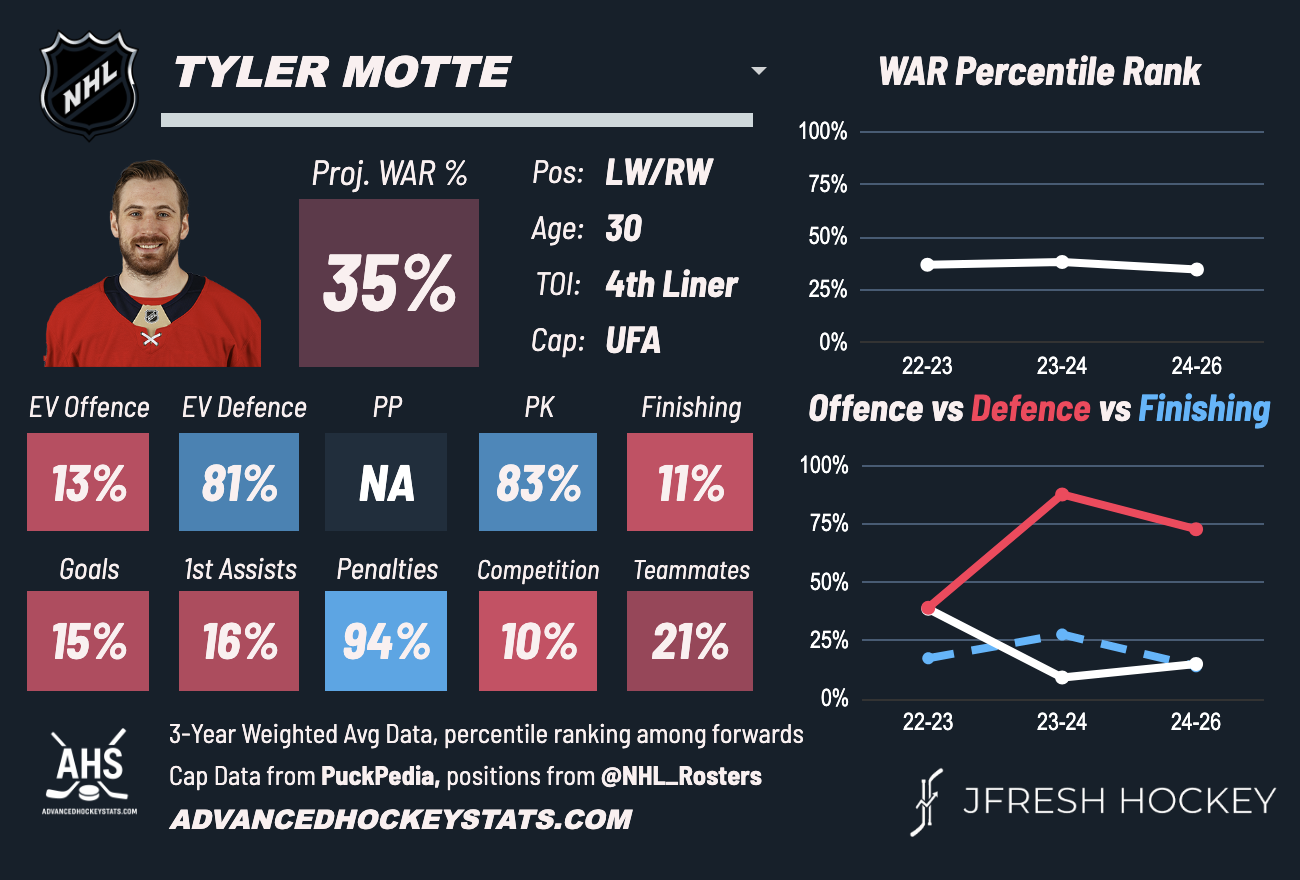 NHL
TYLER MOTTE
Proj. WAR %
35%
Pos: LW/RW
Age: 30
TOI: 4th Liner
Cap: UFA
EV Offence EV Defence PP PK Finishing
13% 81% NA 83% 11%
Goals 1st Assists Penalties Competition Teammates
15% 16% 94% 10% 21%
WAR Percentile Rank
100%
75%
50%
25%
0%
22-23 23-24 24-26
Offence vs Defence vs Finishing
100%
75%
50%
25%
0%
22-23 23-24 24-26
AHS
ADVANCEDHOCKEYSTATS.COM
3-Year Weighted Avg Data, percentile ranking among forwards
Cap Data from PuckPedia, positions from @NHL_Rosters
ADVANCEDHOCKEYSTATS.COM
JFRESH HOCKEY